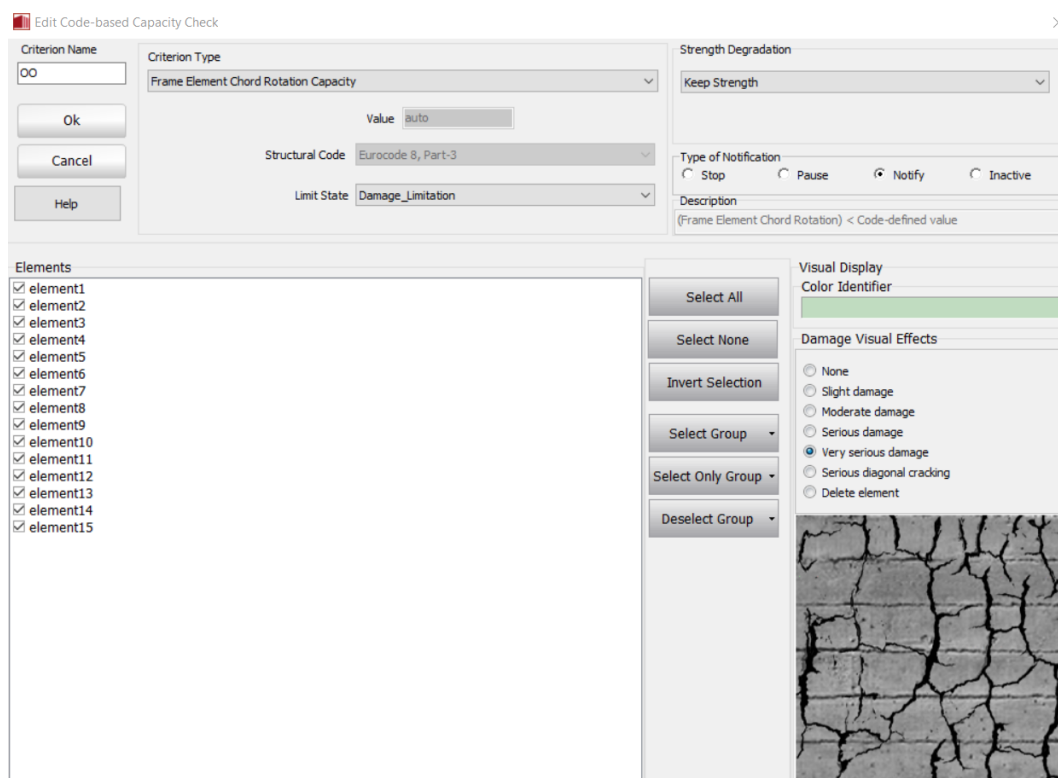 Edit Code-based Capacity Check
Criterion Name
OO
Ok
Cancel
Help
Criterion Type
Frame Element Chord Rotation Capacity
Value auto
Structural Code Eurocode 8, Part-3
Limit State Damage_Limitation
Strength Degradation
Keep Strength
Type of Notification
Stop Pause Notify Inactive
Description
(Frame Element Chord Rotation) < Code-defined value
Elements
element1
element2
element3
element4
element5
element6
element7
element8
element9
element10
element11
element12
element13
element14
element15
Select All
Select None
Invert Selection
Select Group
Select Only Group
Deselect Group
Visual Display
Color Identifier
Damage Visual Effects
None
Slight damage
Moderate damage
Serious damage
Very serious damage
Serious diagonal cracking
Delete element